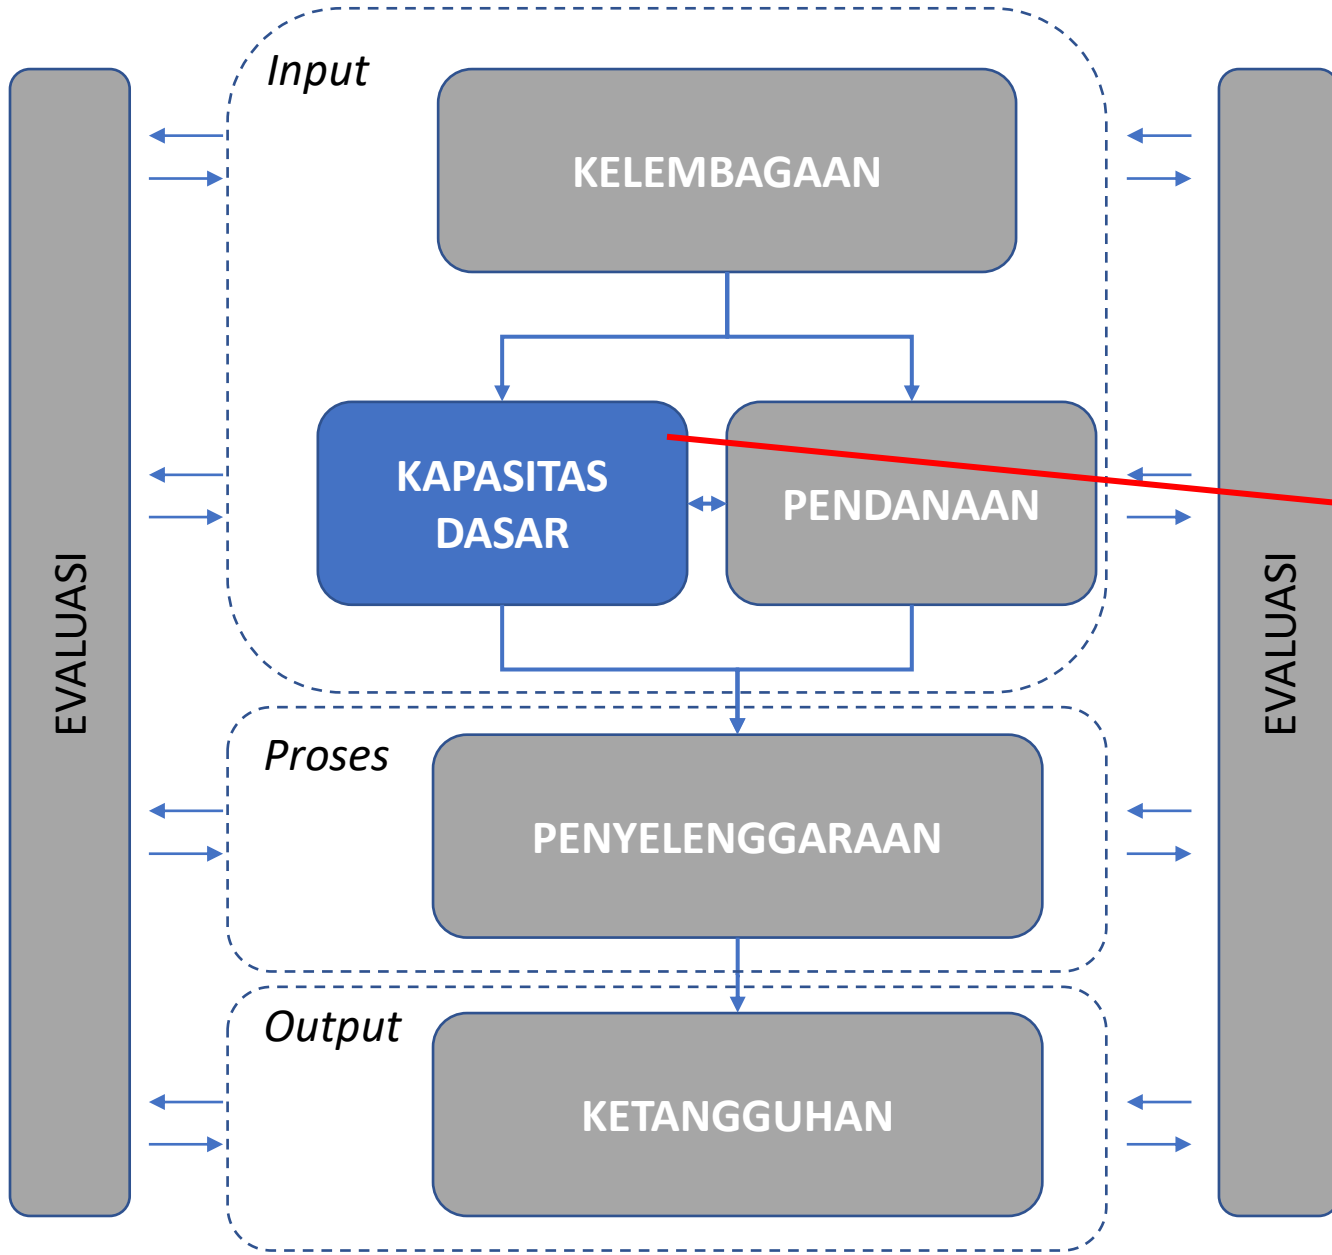 Input
KELEMBAGAAN
KAPASITAS
DASAR
PENDANAAN
EVALUASI
EVALUASI
Proses
PENYELENGGARAAN
Output
KETANGGUHAN